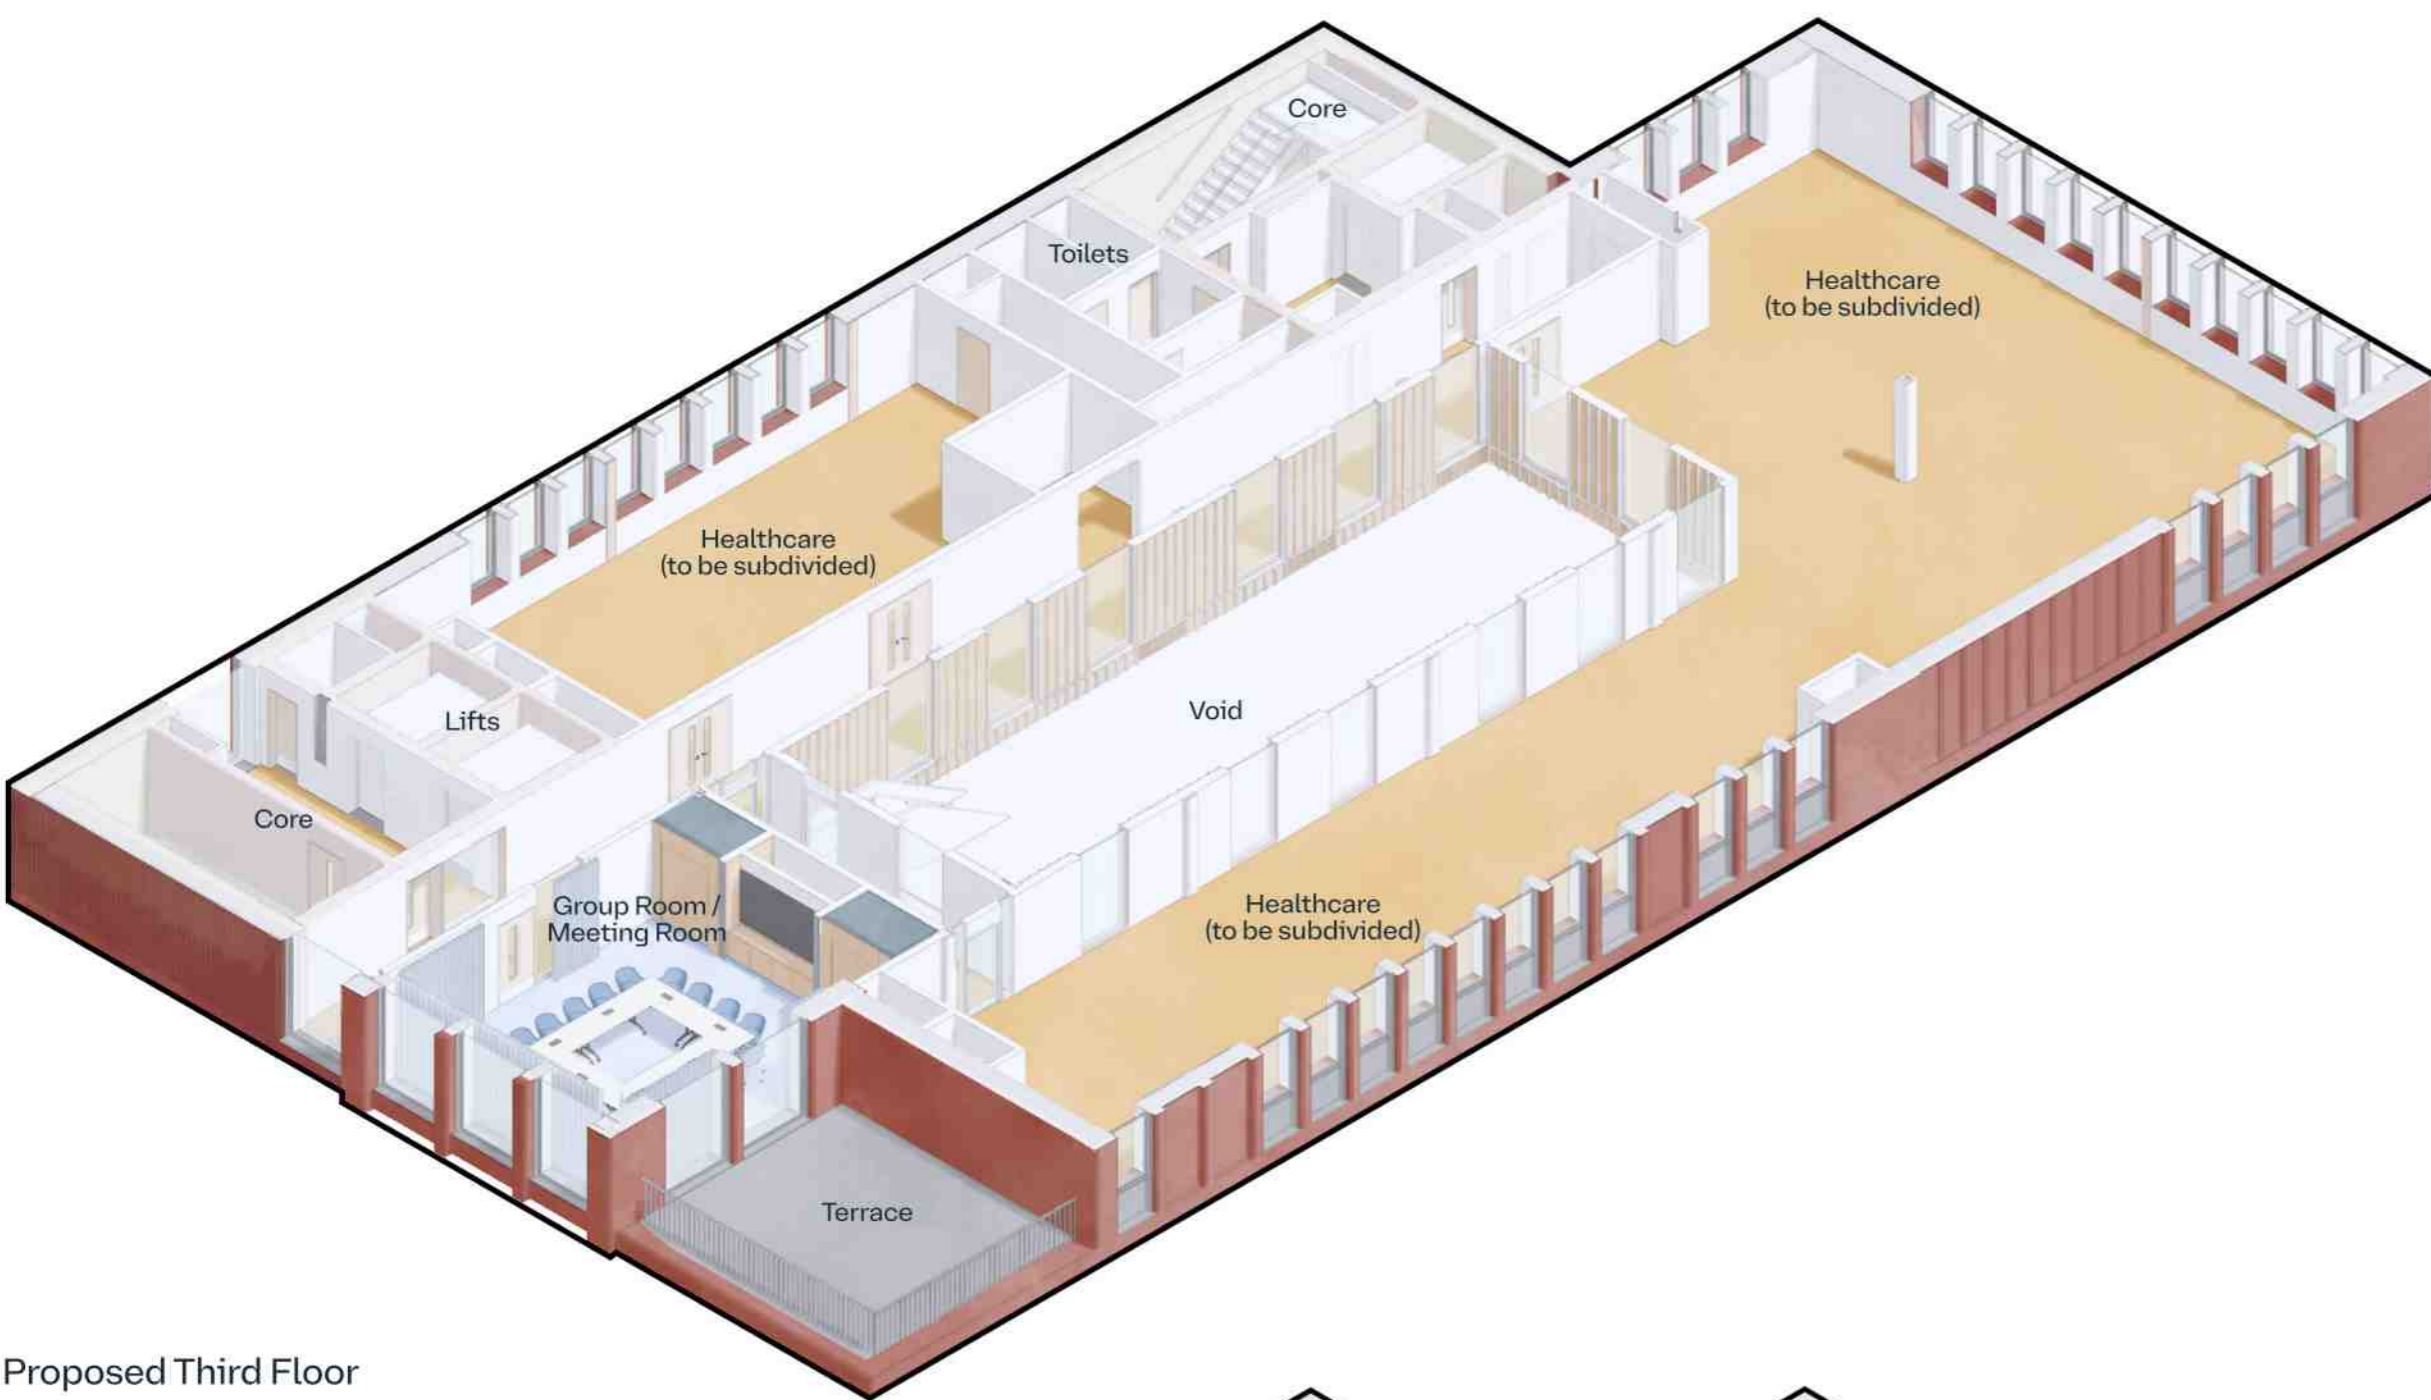 Core
Toilets
Healthcare
(to be subdivided)
Healthcare
(to be subdivided)
Lifts
Void
Core
Group Room /
Meeting Room
Healthcare
(to be subdivided)
Terrace
Proposed Third Floor